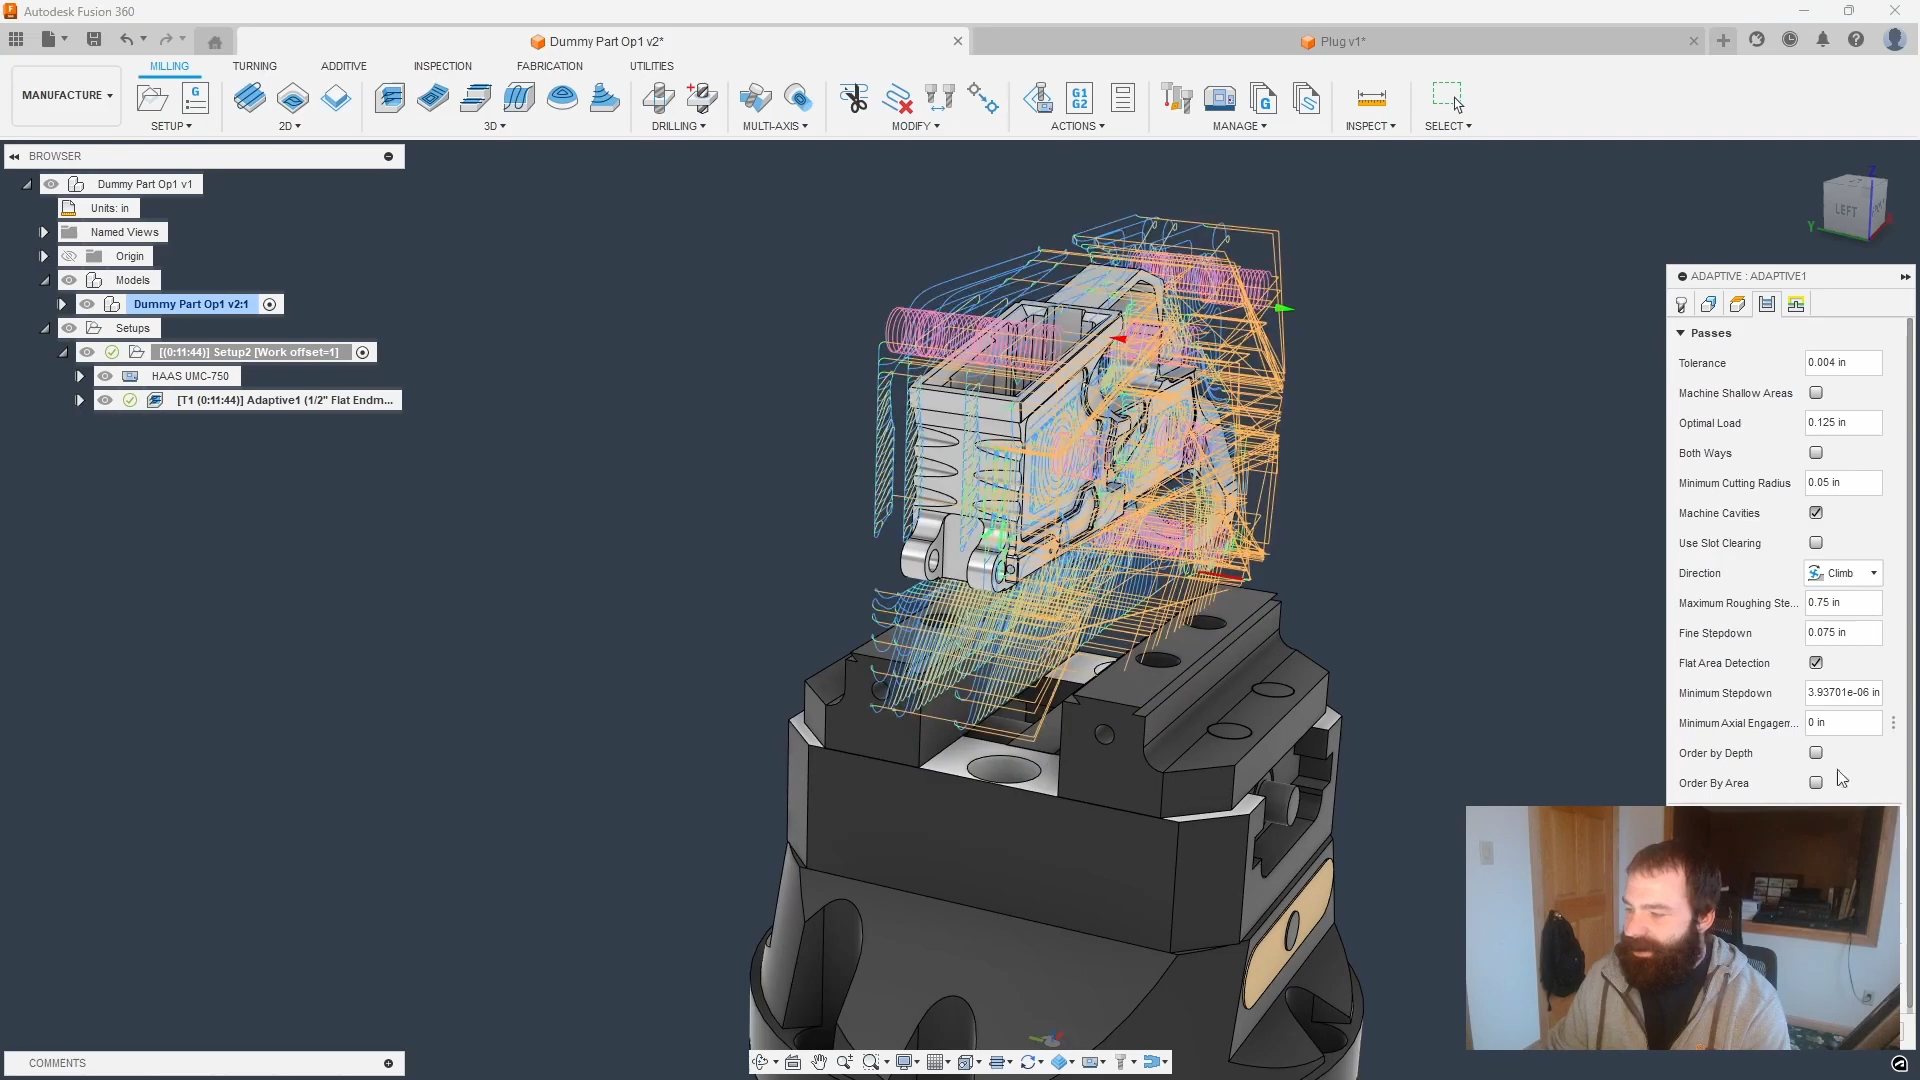 Autodesk Fusion 360
Dummy Part Op1 v2*
Plug v1*
MILLING
TURNING
ADDITIVE
INSPECTION
FABRICATION
UTILITIES
MANUFACTURE
G
G1
G2
G
SETUP
2D
3D
DRILLING
MULTI-AXIS
MODIFY
ACTIONS
MANAGE
INSPECT
SELECT
BROWSER
Dummy Part Op1 v1
Units: in
Named Views
Origin
Models
Dummy Part Op1 v2:1
Setups
[(0:11:44)] Setup2 [Work offset=1]
HAAS UMC-750
[T1 (0:11:44)] Adaptive1 (1/2" Flat Endm...
Z
LEFT
Y
ADAPTIVE : ADAPTIVE1
Passes
Tolerance 0.004 in
Machine Shallow Areas
Optimal Load 0.125 in
Both Ways
Minimum Cutting Radius 0.05 in
Machine Cavities
Use Slot Clearing
Direction Climb
Maximum Roughing Ste... 0.75 in
Fine Stepdown 0.075 in
Flat Area Detection
Minimum Stepdown 3.93701e-06 in
Minimum Axial Engagem... 0 in
Order by Depth
Order By Area
COMMENTS